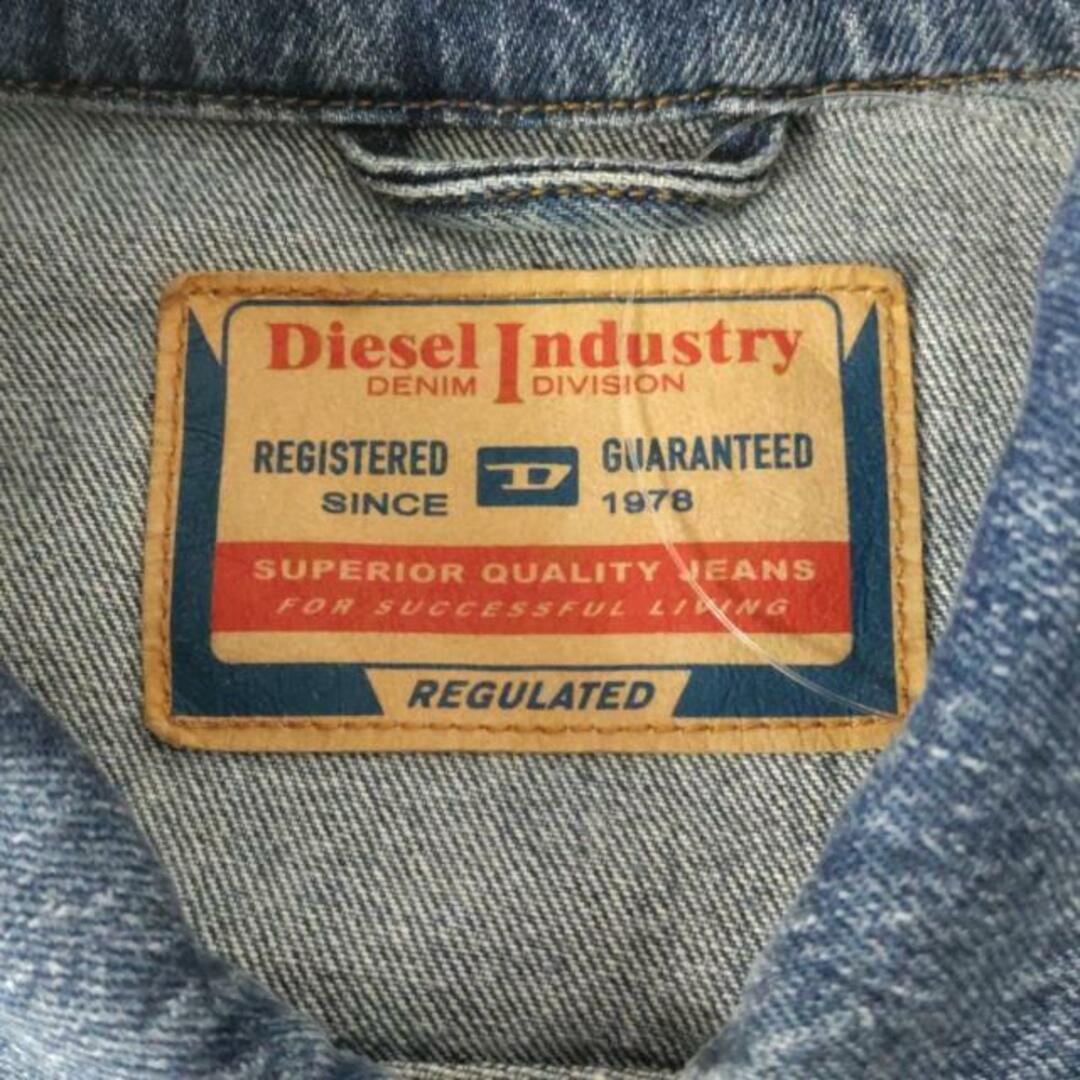 Diesel Industry
DENIM DIVISION
REGISTERED D GUARANTEED
SINCE 1978
SUPERIOR QUALITY JEANS
FOR SUCCESSFUL LIVING
REGULATED